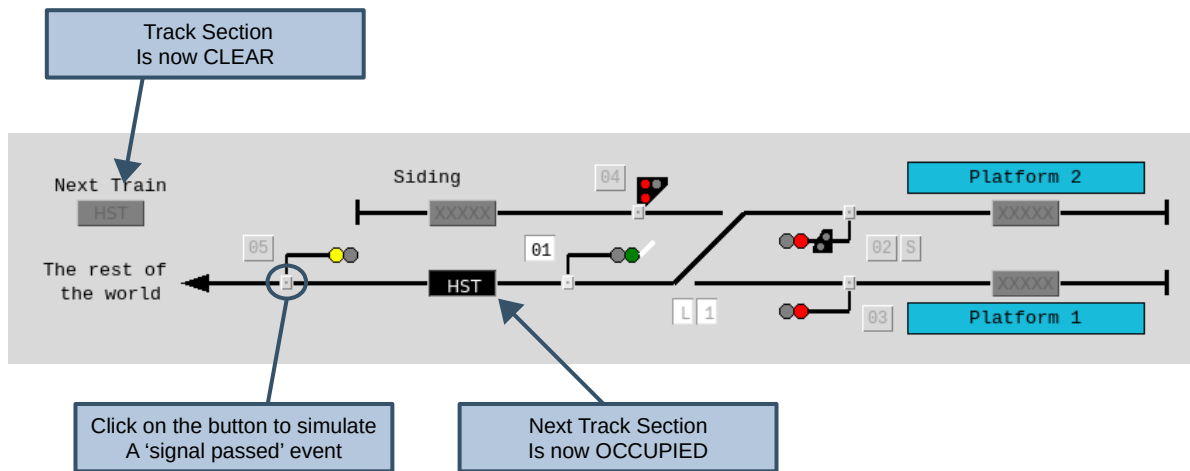 Track Section
Is now CLEAR
Next Train
HST
Siding
XXXXX
04
Platform 2
XXXXX
05
01
02 S
The rest of
the world
HST
XXXXX
L 1
03
Platform 1
Click on the button to simulate
A ‘signal passed’ event
Next Track Section
Is now OCCUPIED